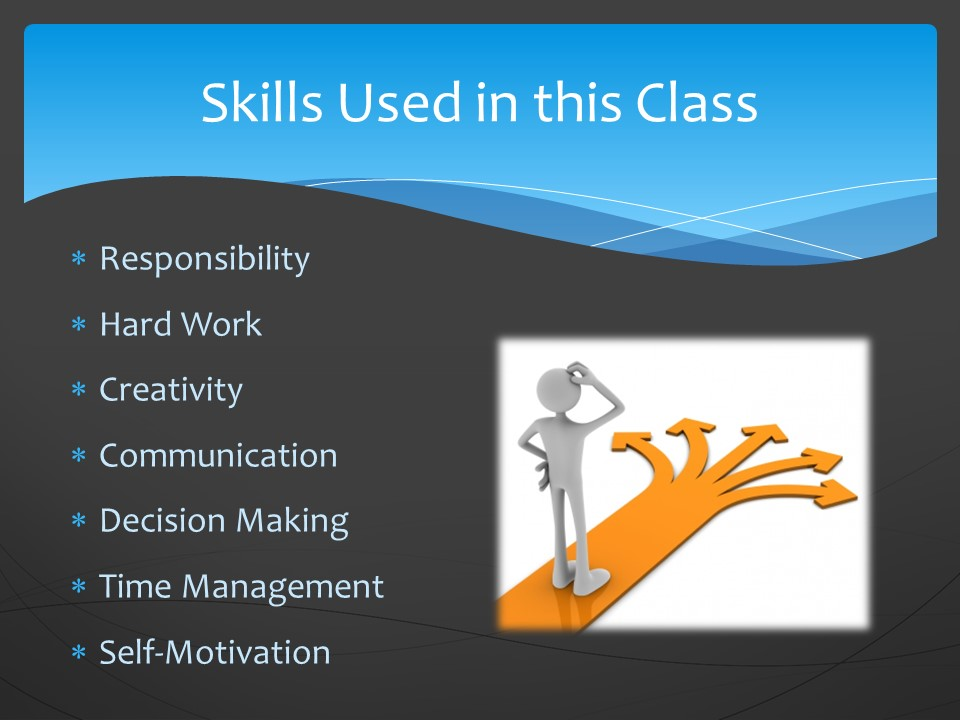 Skills Used in this Class
* Responsibility
* Hard Work
* Creativity
* Communication
* Decision Making
* Time Management
* Self-Motivation